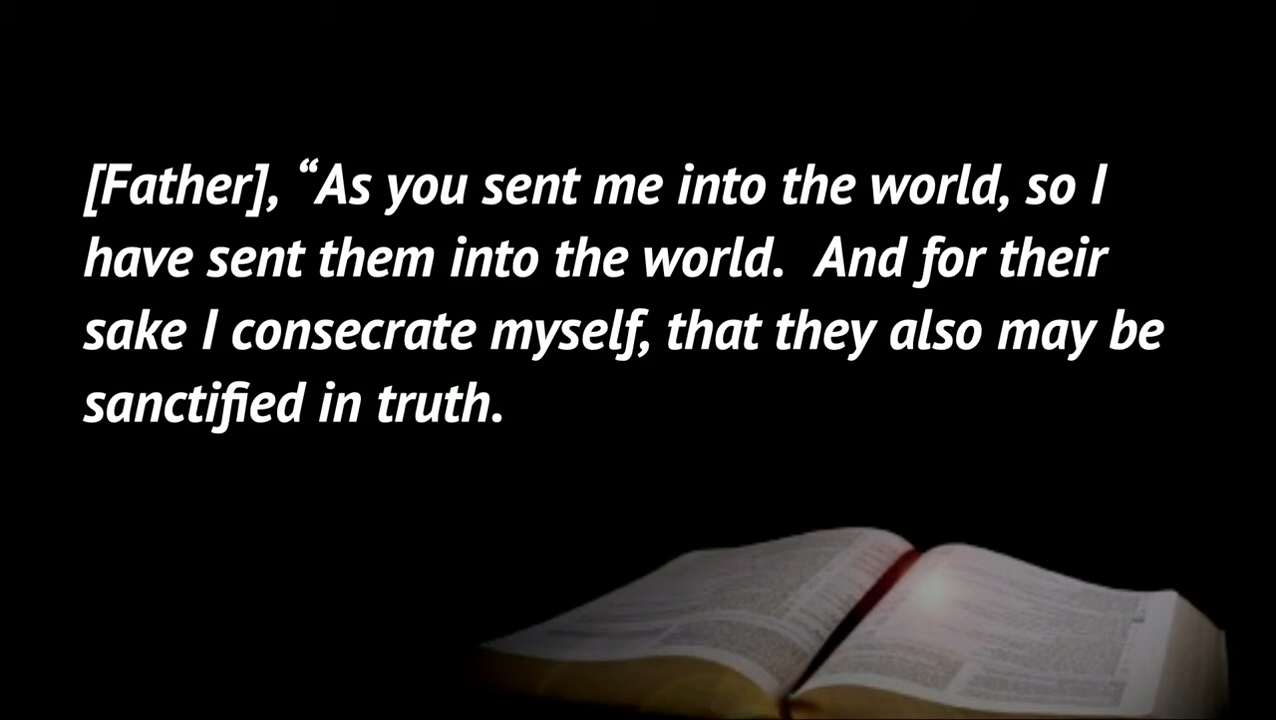 [Father], “As you sent me into the world, so I
have sent them into the world.  And for their
sake I consecrate myself, that they also may be
sanctified in truth.